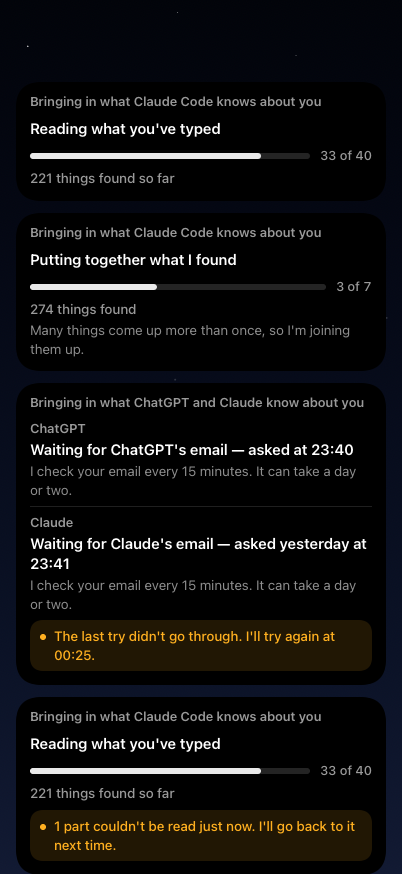 Bringing in what Claude Code knows about you
Reading what you've typed
33 of 40
221 things found so far
Bringing in what Claude Code knows about you
Putting together what I found
3 of 7
274 things found
Many things come up more than once, so I'm joining
them up.
Bringing in what ChatGPT and Claude know about you
ChatGPT
Waiting for ChatGPT's email — asked at 23:40
I check your email every 15 minutes. It can take a day
or two.
Claude
Waiting for Claude's email — asked yesterday at
23:41
I check your email every 15 minutes. It can take a day
or two.
The last try didn't go through. I'll try again at
00:25.
Bringing in what Claude Code knows about you
Reading what you've typed
33 of 40
221 things found so far
1 part couldn't be read just now. I'll go back to it
next time.